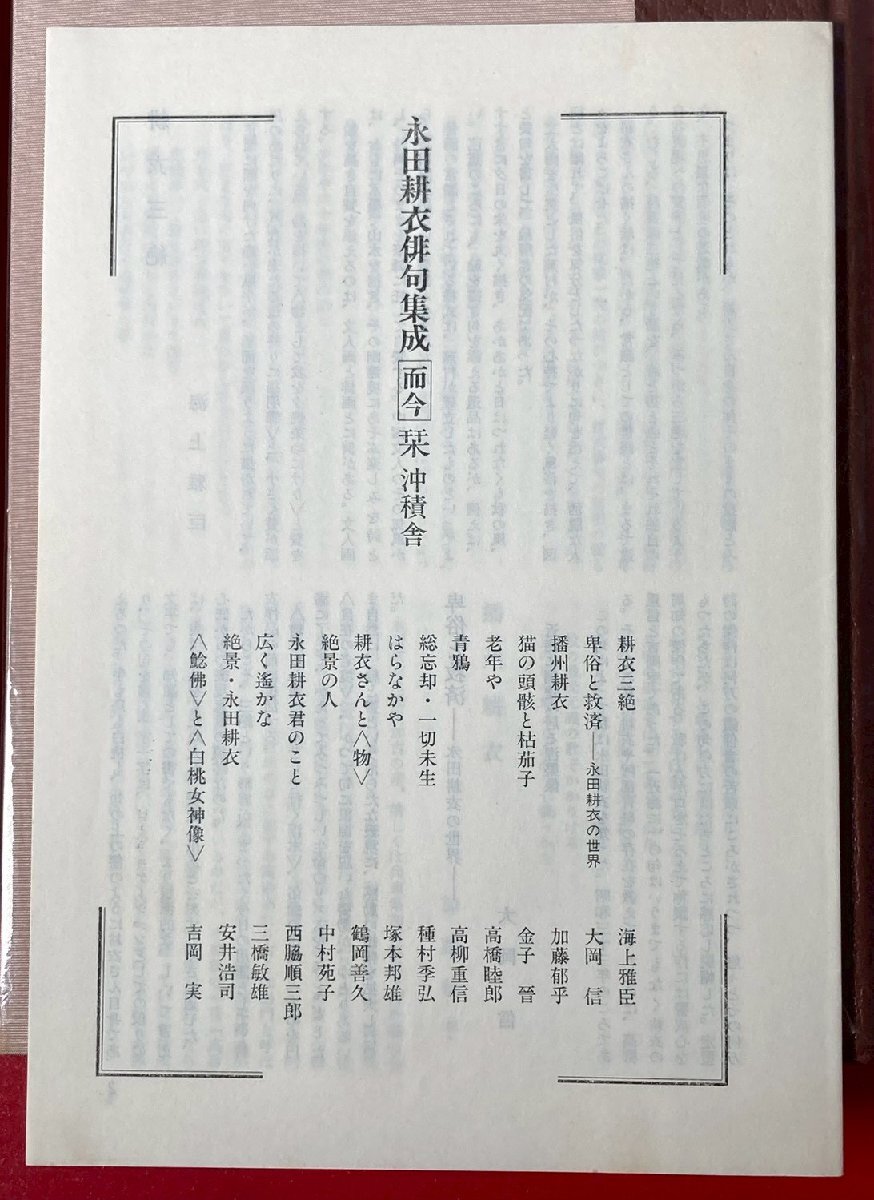 永田耕衣俳句集成 而今 栞 沖積舎
耕衣三絶 海上雅臣
卑俗と救済――永田耕衣の世界 大岡 信
播州耕衣 加藤郁乎
猫の頭骸と枯茄子 金子 晉
老年や 高橋睦郎
青鴉 高柳重信
総忘却・一切未生 種村季弘
はらなかや 塚本邦雄
耕衣さんと〈物〉 鶴岡善久
絶景の人 中村苑子
永田耕衣君のこと 西脇順三郎
広く遙かな 三橋敏雄
絶景・永田耕衣 安井浩司
〈鯰佛〉と〈白桃女神像〉 吉岡 実